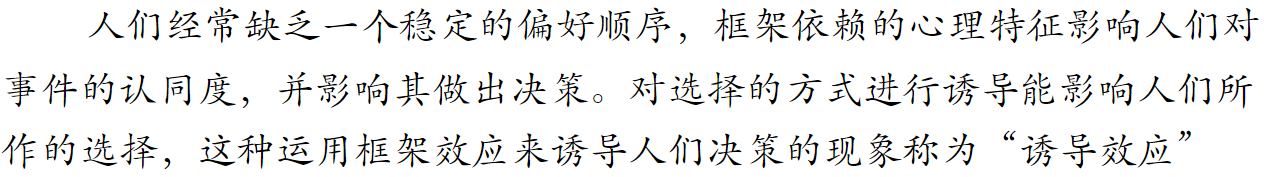 人们经常缺乏一个稳定的偏好顺序，框架依赖的心理特征影响人们对
事件的认同度，并影响其做出决策。对选择的方式进行诱导能影响人们所
作的选择，这种运用框架效应来诱导人们决策的现象称为“诱导效应”